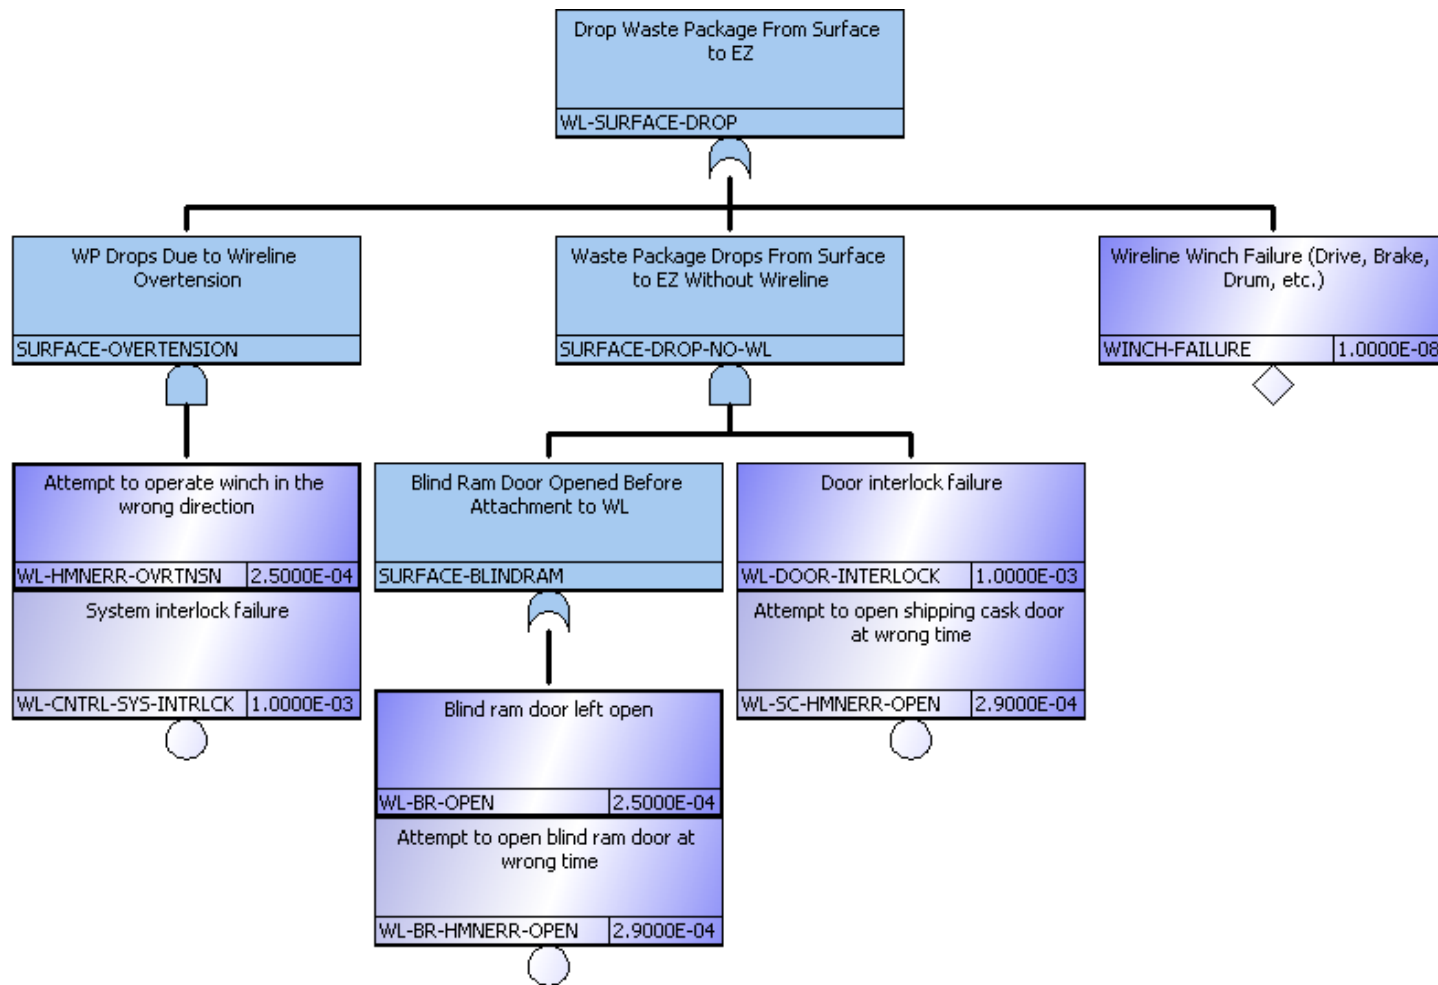 Drop Waste Package From Surface
to EZ
WL-SURFACE-DROP
WP Drops Due to Wireline
Overtension
SURFACE-OVERTENSION
Waste Package Drops From Surface
to EZ Without Wireline
SURFACE-DROP-NO-WL
Wireline Winch Failure (Drive, Brake,
Drum, etc.)
WINCH-FAILURE 1.0000E-08
Attempt to operate winch in the
wrong direction
WL-HMNERR-OVRTNSN 2.5000E-04
System interlock failure
WL-CNTRL-SYS-INTRLCK 1.0000E-03
Blind Ram Door Opened Before
Attachment to WL
SURFACE-BLINDRAM
Door interlock failure
WL-DOOR-INTERLOCK 1.0000E-03
Attempt to open shipping cask door
at wrong time
WL-SC-HMNERR-OPEN 2.9000E-04
Blind ram door left open
WL-BR-OPEN 2.5000E-04
Attempt to open blind ram door at
wrong time
WL-BR-HMNERR-OPEN 2.9000E-04